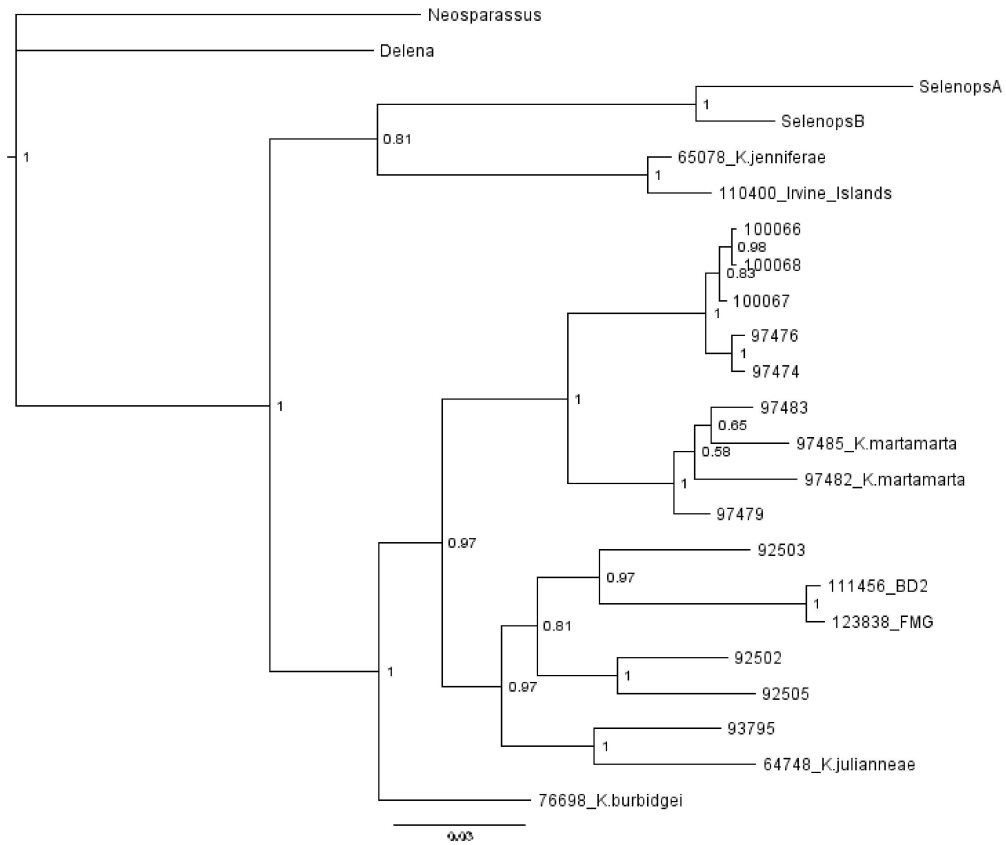 Neosparassus
Delena
SelenopsA
1
SelenopsB
0.81
1
65078_K.jenniferae
1
110400_Irvine_Islands
100066
0.98
100068
0.83
100067
1
97476
1
97474
1
97483
1
0.65
97485_K.martamarta
0.58
97482_K.martamarta
1
97479
0.97
92503
0.97
111456_BD2
1
123838_FMG
0.81
92502
1
1
0.97
92505
93795
1
64748_K.julianneae
76698_K.burbidgei
0.03